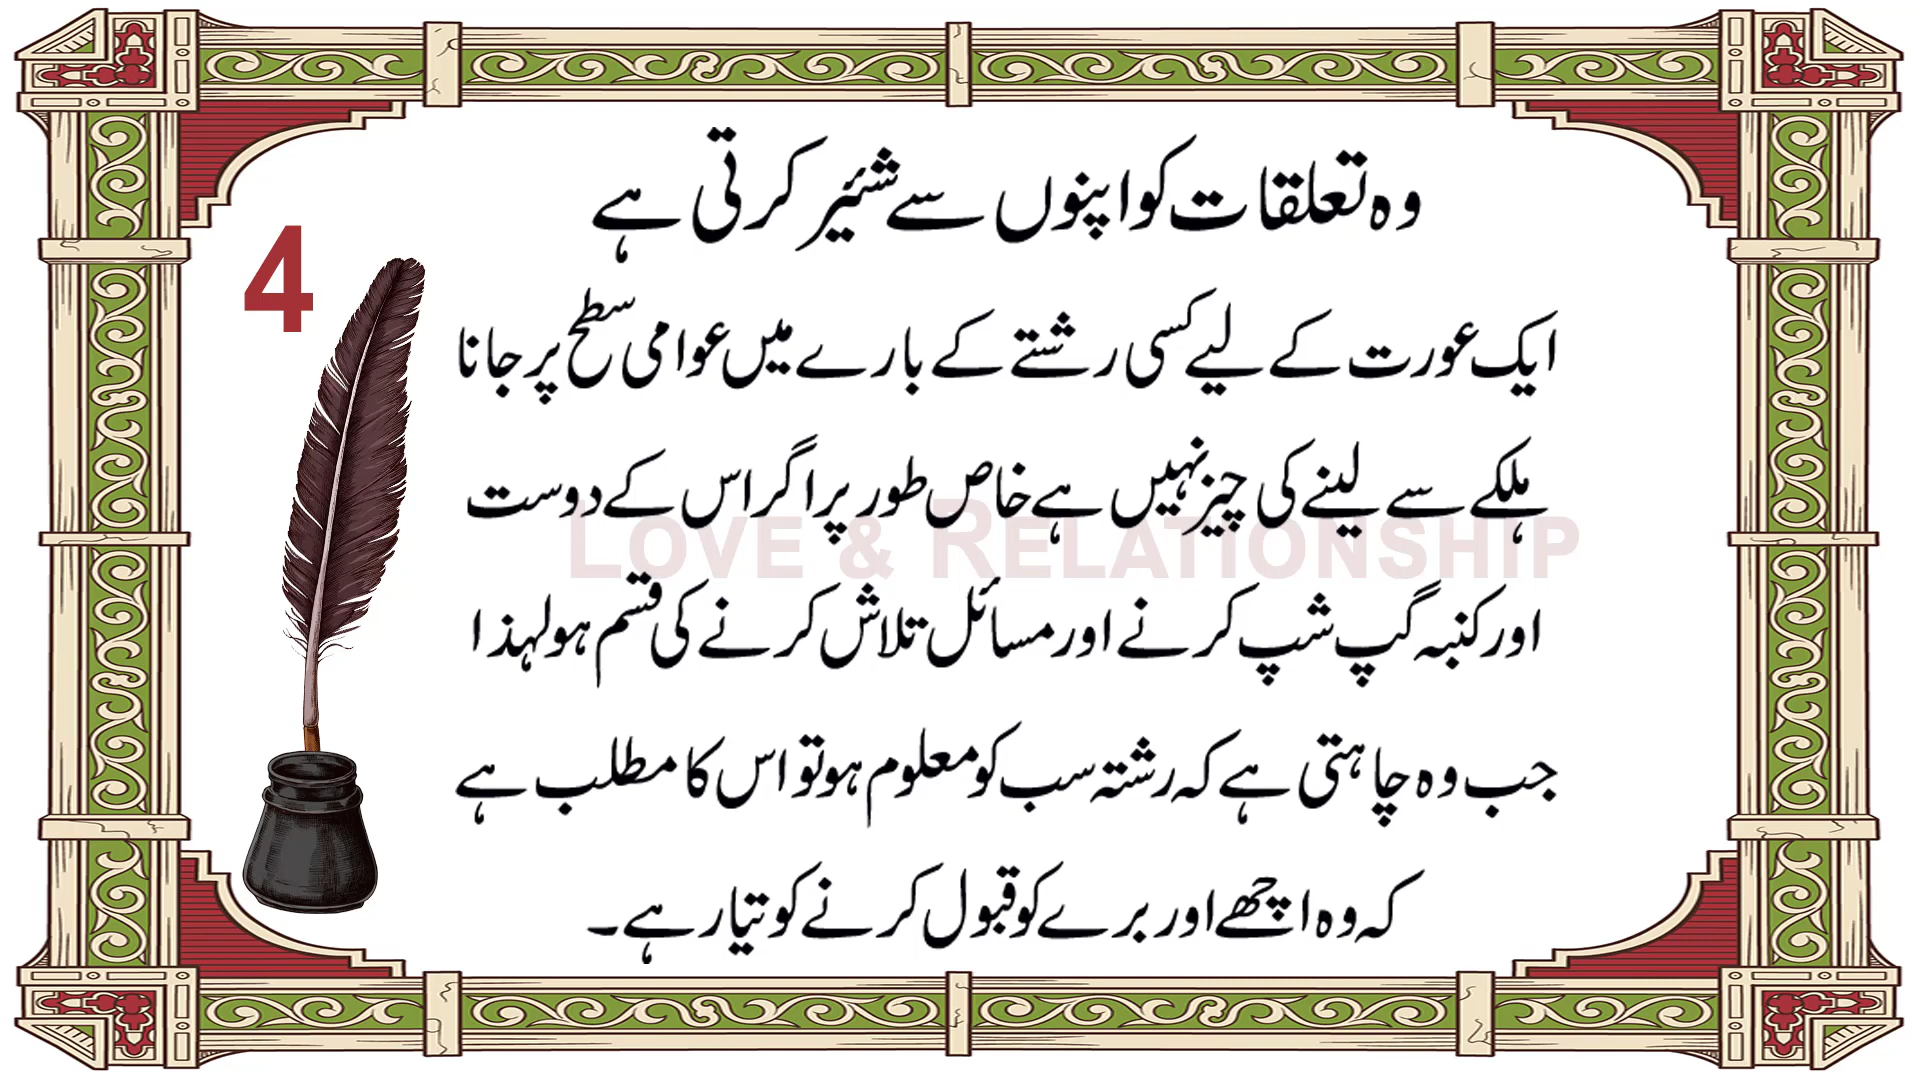 وہ تعلقات کو اپنوں سے شئیر کرتی ہے
4
ایک عورت کے لیے کسی رشتے کے بارے میں عوامی سطح پر جانا
ہلکے سے لینے کی چیز نہیں ہے خاص طور پر اگر اس کے دوست
LOVE & RELATIONSHIP
اور کنبہ گپ شپ کرنے اور مسائل تلاش کرنے کی قسم ہو لہذا
جب وہ چاہتی ہے کہ رشتہ سب کو معلوم ہو تو اس کا مطلب ہے
کہ وہ اچھے اور برے کو قبول کرنے کو تیار ہے۔